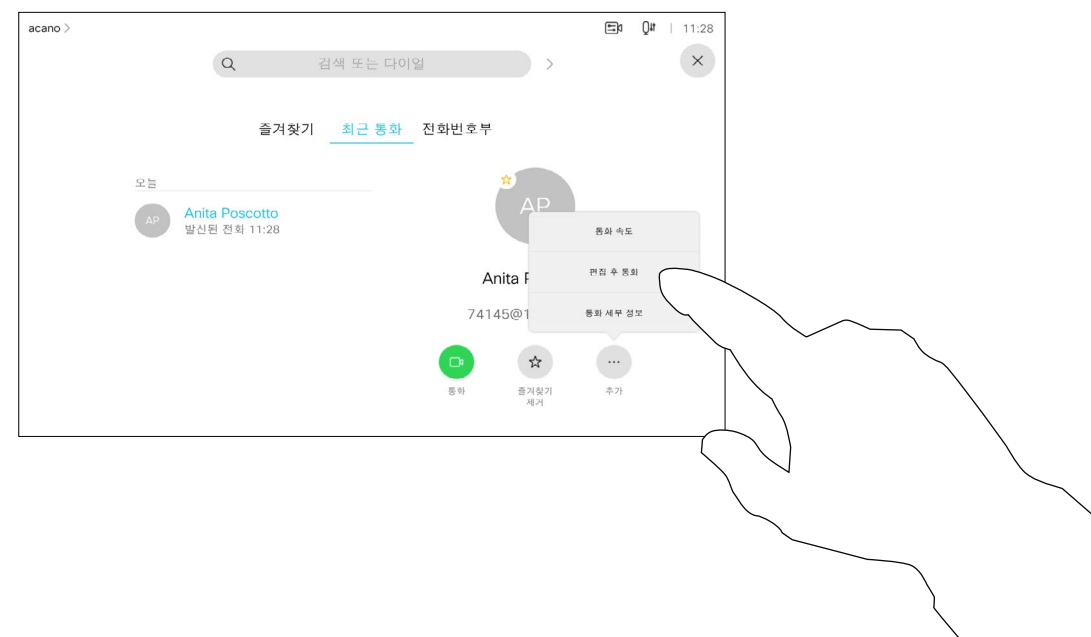 acano >
11:28
검색 또는 다이얼
즐겨찾기 최근 통화 전화번호부
오늘
AP
Anita Poscotto
발신된 전화 11:28
AP
Anita P
74145@1
통화 속도
편집 후 통화
통화 세부 정보
통화
즐겨찾기
제거
추가